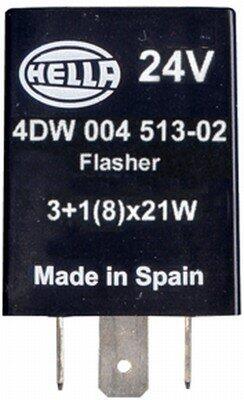 HELLA 24V
4DW 004 513-02
Flasher
3+1(8)x21W
Made in Spain